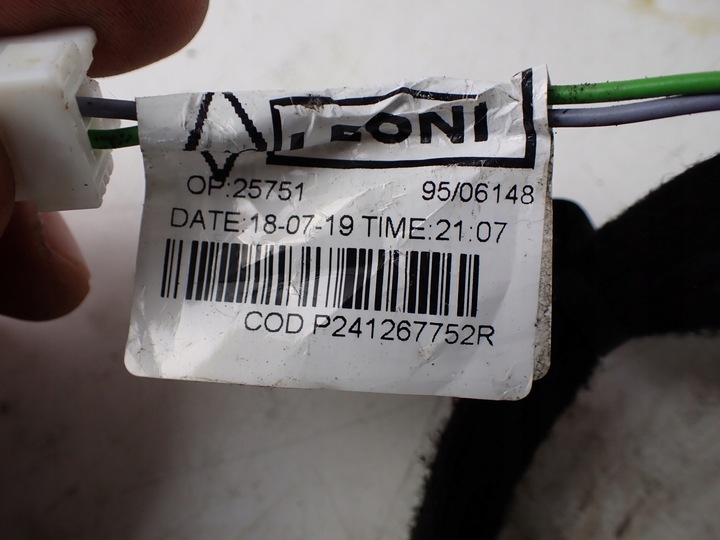 LEONI
OP:25751 95/06148
DATE:18-07-19 TIME:21:07
COD P241267752R